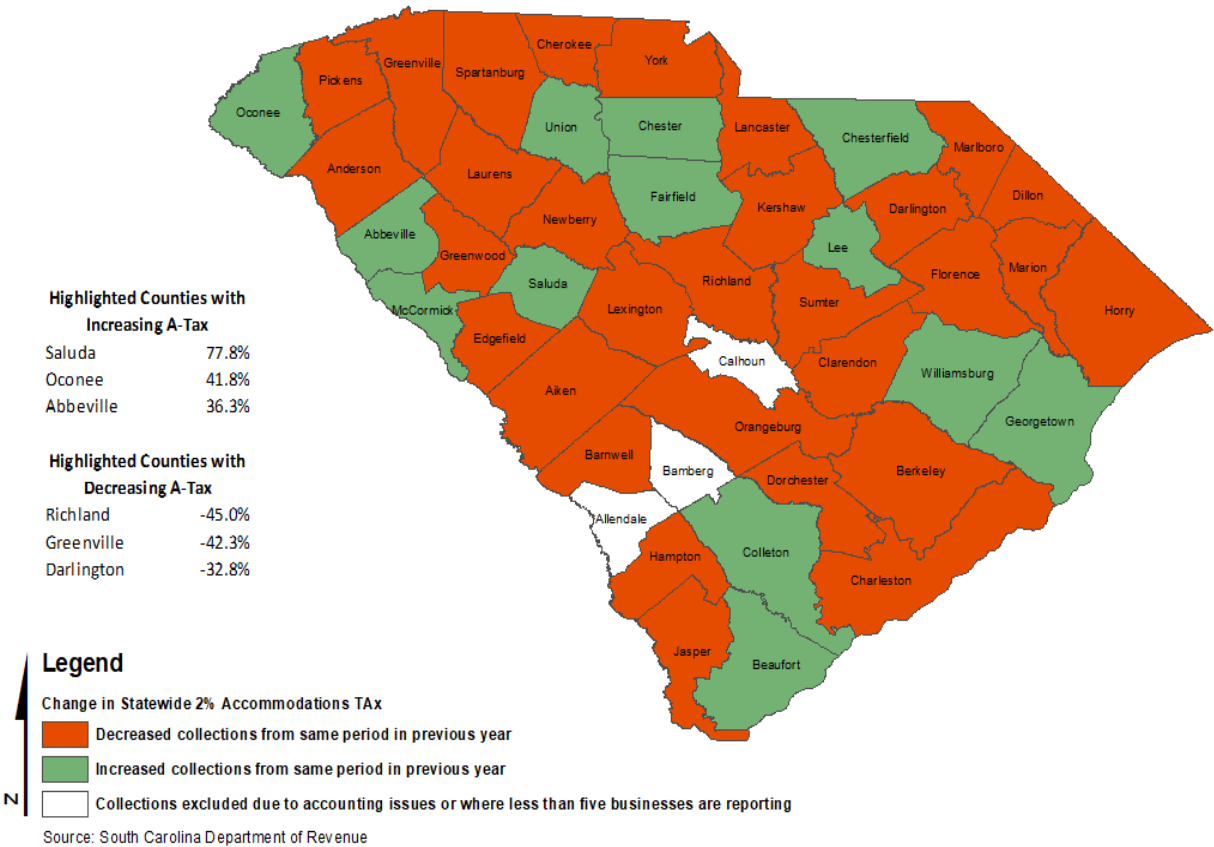 Cherokee
York
Greenville
Spartanburg
Pickens
Oconee
Union
Chester
Lancaster
Chesterfield
Marlboro
Anderson
Laurens
Fairfield
Kershaw
Darlington
Dillon
Newberry
Abbeville
Greenwood
Lee
Richland
Florence
Marion
Saluda
Sumter
McCormick
Lexington
Horry
Edgefield
Calhoun
Clarendon
Williamsburg
Aiken
Georgetown
Orangeburg
Barnwell
Bamberg
Berkeley
Dorchester
Allendale
Hampton
Colleton
Charleston
Jasper
Beaufort
Highlighted Counties with
Increasing A-Tax
Saluda 77.8%
Oconee 41.8%
Abbeville 36.3%
Highlighted Counties with
Decreasing A-Tax
Richland -45.0%
Greenville -42.3%
Darlington -32.8%
Legend
Change in Statewide 2% Accommodations TAx
Decreased collections from same period in previous year
Increased collections from same period in previous year
Collections excluded due to accounting issues or where less than five businesses are reporting
N
Source: South Carolina Department of Revenue